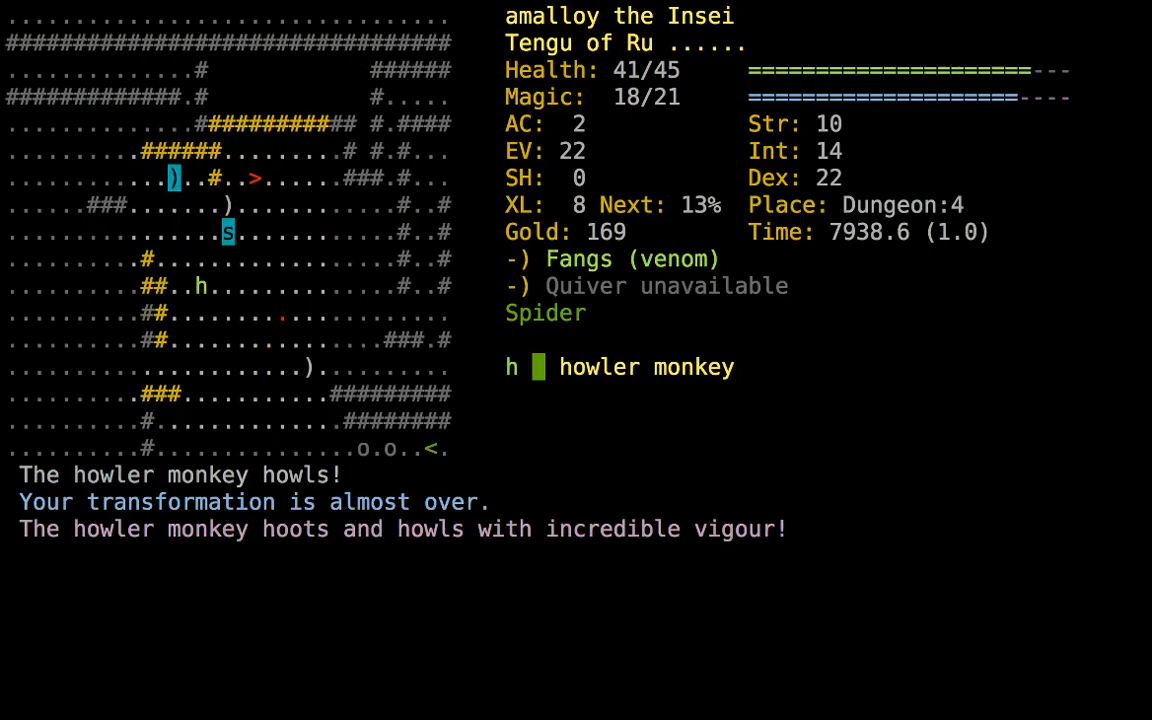 .................................  amalloy the Insei
#################################  Tengu of Ru ......
..............#            ######  Health: 41/45 =====================---
#############.#            #.....  Magic: 18/21 ====================----
..............############ #.####  AC: 2 Str: 10
..........######.........# #.#...  EV: 22 Int: 14
............)..#..>......###.#...  SH: 0 Dex: 22
......###.......)............#..#  XL: 8 Next: 13% Place: Dungeon:4
................s............#..#  Gold: 169 Time: 7938.6 (1.0)
..........#..................#..#  -) Fangs (venom)
..........##..h..............#..#  -) Quiver unavailable
..........##.....................  Spider
..........##................###.#
......................)..........  h howler monkey
..........###...........#########
..........#..............########
..........#...............o.o..<.
The howler monkey howls!
Your transformation is almost over.
The howler monkey hoots and howls with incredible vigour!